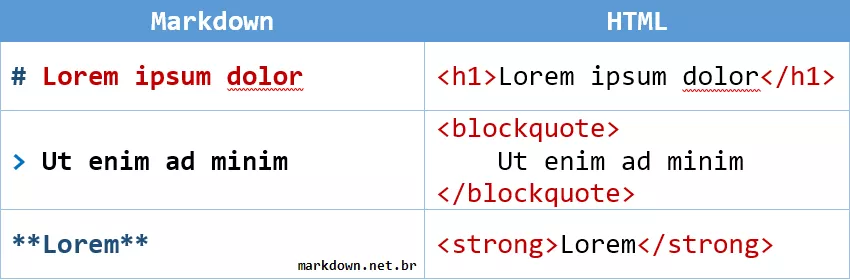 Markdown HTML
# Lorem ipsum dolor <h1>Lorem ipsum dolor</h1>
<blockquote>
> Ut enim ad minim Ut enim ad minim
</blockquote>
**Lorem** <strong>Lorem</strong>
markdown.net.br